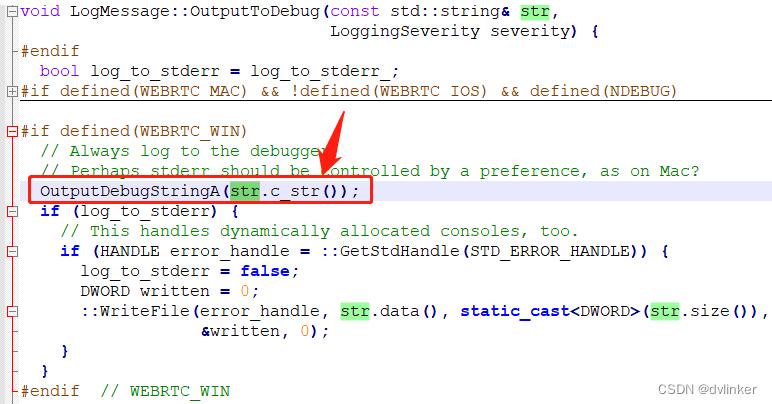 void LogMessage::OutputToDebug(const std::string& str,
LoggingSeverity severity) {
#endif
bool log_to_stderr = log_to_stderr_;
#if defined(WEBRTC_MAC) && !defined(WEBRTC_IOS) && defined(NDEBUG)
#if defined(WEBRTC_WIN)
// Always log to the debugger
// Perhaps stderr should be controlled by a preference, as on Mac?
OutputDebugStringA(str.c_str());
if (log_to_stderr) {
// This handles dynamically allocated consoles, too.
if (HANDLE error_handle = ::GetStdHandle(STD_ERROR_HANDLE)) {
log_to_stderr = false;
DWORD written = 0;
::WriteFile(error_handle, str.data(), static_cast<DWORD>(str.size()),
&written, 0);
}
}
#endif // WEBRTC_WIN
CSDN @dvlinker